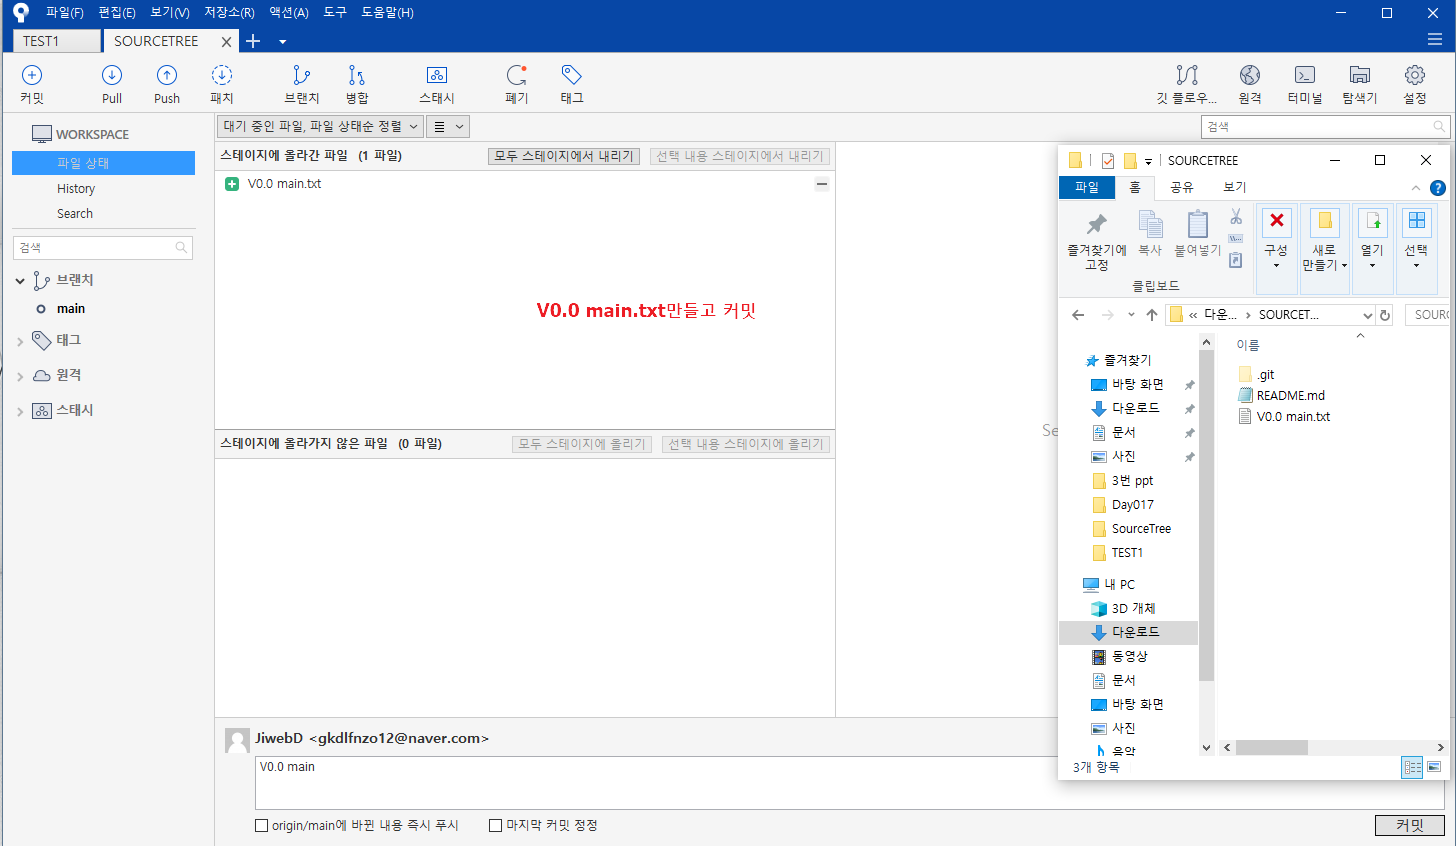 파일(F) 편집(E) 보기(V) 저장소(R) 액션(A) 도구 도움말(H)
TEST1 SOURCETREE
커밋 Pull Push 패치 브랜치 병합 스태시 폐기 태그 깃 플로우... 원격 터미널 탐색기 설정
WORKSPACE
파일 상태
History
Search
검색
브랜치
main
태그
원격
스태시
대기 중인 파일, 파일 상태순 정렬
검색
스테이지에 올라간 파일 (1 파일) 모두 스테이지에서 내리기 선택 내용 스테이지에서 내리기
V0.0 main.txt
V0.0 main.txt만들고 커밋
스테이지에 올라가지 않은 파일 (0 파일) 모두 스테이지에 올리기 선택 내용 스테이지에 올리기
Se
JiwebD <gkdlfnzo12@naver.com>
V0.0 main
origin/main에 바뀐 내용 즉시 푸시 마지막 커밋 정정
커밋
SOURCETREE
파일 홈 공유 보기
즐겨찾기에 고정
복사
붙여넣기
구성
새로 만들기
열기
선택
클립보드
« 다운... › SOURCET...
SOUR
이름
.git
README.md
V0.0 main.txt
즐겨찾기
바탕 화면
다운로드
문서
사진
3번 ppt
Day017
SourceTree
TEST1
내 PC
3D 개체
다운로드
동영상
문서
바탕 화면
사진
음악
3개 항목